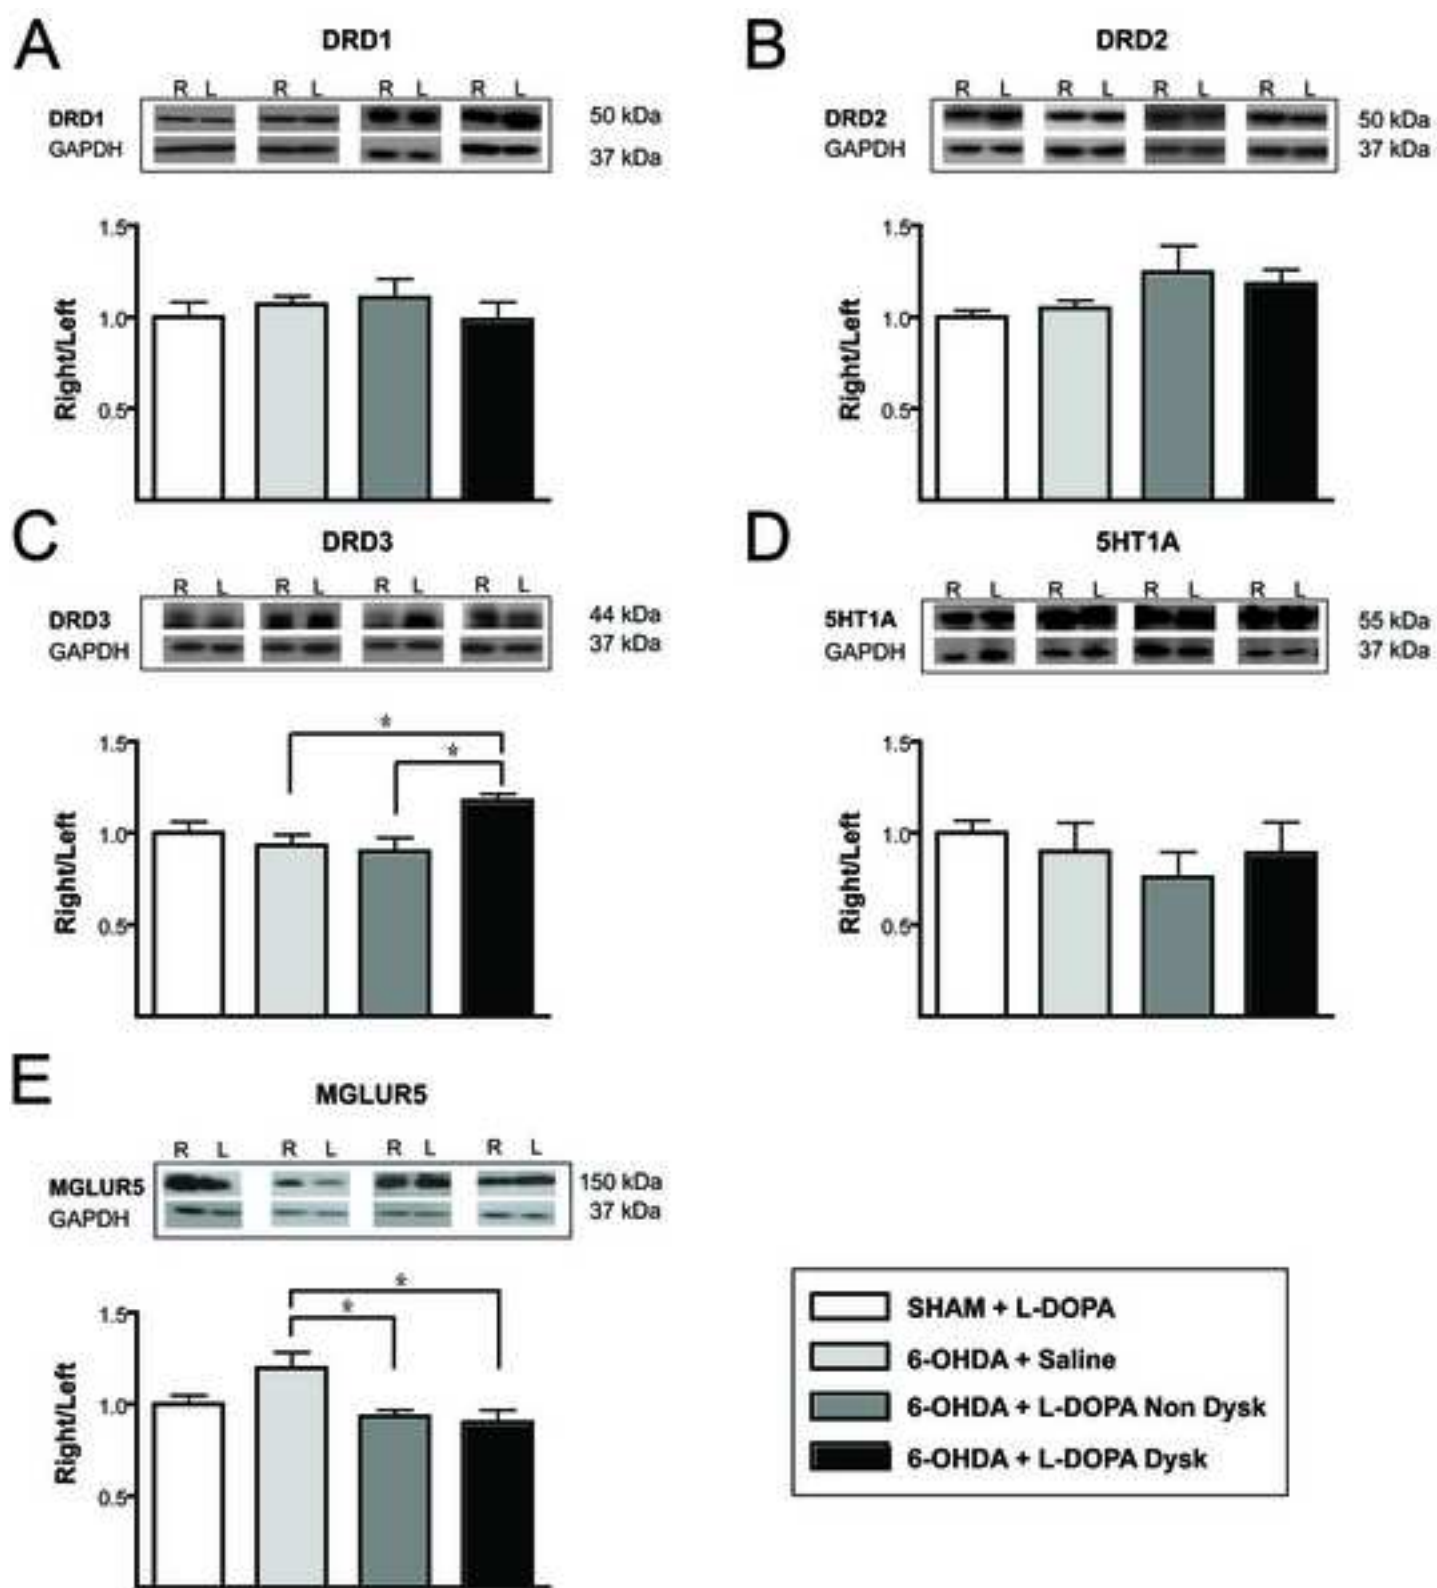 A
DRD1
R L R L R L R L
DRD1 50 kDa
GAPDH 37 kDa
1.5
1.0
0.5
Right/Left
B
DRD2
R L R L R L R L
DRD2 50 kDa
GAPDH 37 kDa
1.5
1.0
0.5
Right/Left
C
DRD3
R L R L R L R L
DRD3 44 kDa
GAPDH 37 kDa
* 
*
1.5
1.0
0.5
Right/Left
D
5HT1A
R L R L R L R L
5HT1A 55 kDa
GAPDH 37 kDa
1.5
1.0
0.5
Right/Left
E
MGLUR5
R L R L R L R L
MGLUR5 150 kDa
GAPDH 37 kDa
*
*
1.5
1.0
0.5
Right/Left
SHAM + L-DOPA
6-OHDA + Saline
6-OHDA + L-DOPA Non Dysk
6-OHDA + L-DOPA Dysk